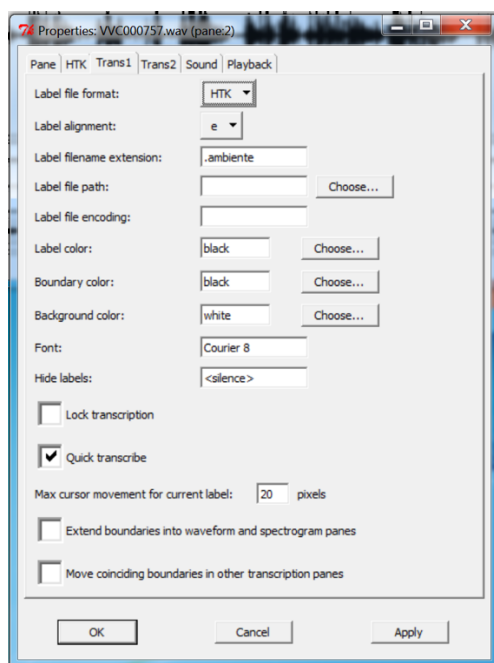 Properties: VVC000757.wav (pane:2)
Pane HTK Trans1 Trans2 Sound Playback
Label file format: HTK
Label alignment: e
Label filename extension: .ambiente
Label file path: Choose...
Label file encoding:
Label color: black Choose...
Boundary color: black Choose...
Background color: white Choose...
Font: Courier 8
Hide labels: <silence>
Lock transcription
Quick transcribe
Max cursor movement for current label: 20 pixels
Extend boundaries into waveform and spectrogram panes
Move coinciding boundaries in other transcription panes
OK Cancel Apply